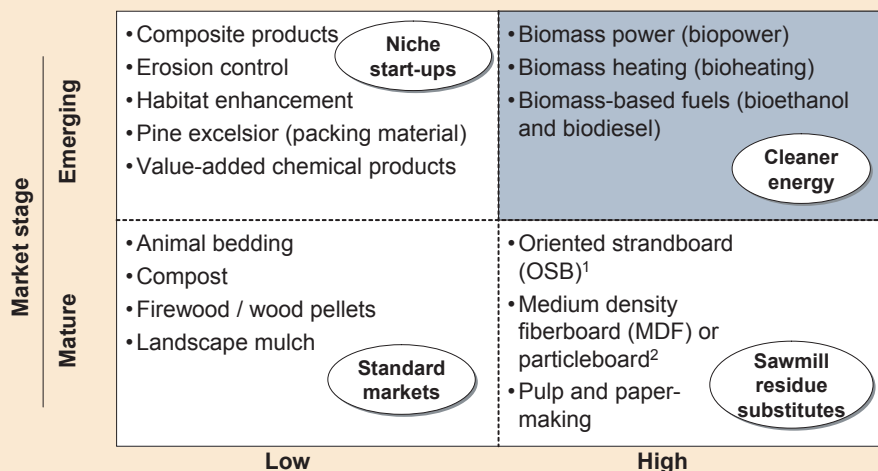 Market stage
Emerging
•Composite products
•Erosion control
•Habitat enhancement
•Pine excelsior (packing material)
•Value-added chemical products
Niche
start-ups
•Biomass power (biopower)
•Biomass heating (bioheating)
•Biomass-based fuels (bioethanol
and biodiesel)
Cleaner
energy
Mature
•Animal bedding
•Compost
•Firewood / wood pellets
•Landscape mulch
Standard
markets
•Oriented strandboard
(OSB)¹
•Medium density
fiberboard (MDF) or
particleboard²
•Pulp and paper-
making
Sawmill
residue
substitutes
Low
High